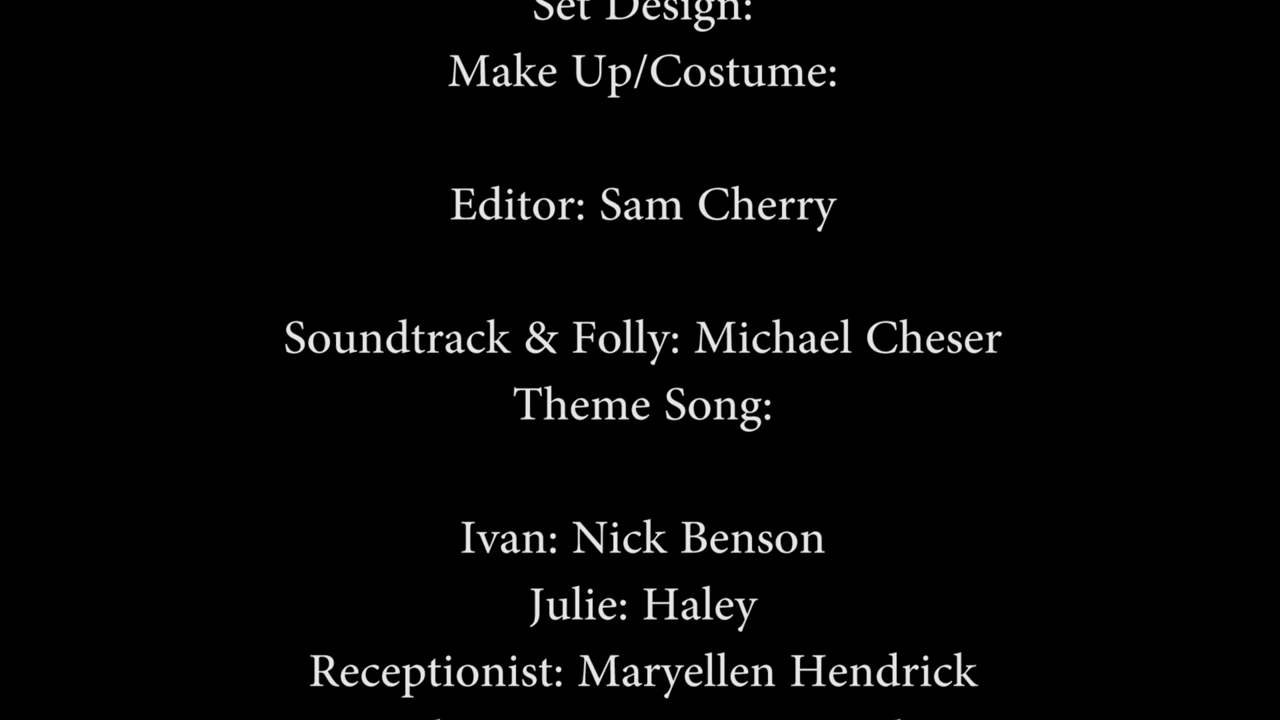 Set Design:
Make Up/Costume:
Editor: Sam Cherry
Soundtrack & Folly: Michael Cheser
Theme Song:
Ivan: Nick Benson
Julie: Haley
Receptionist: Maryellen Hendrick